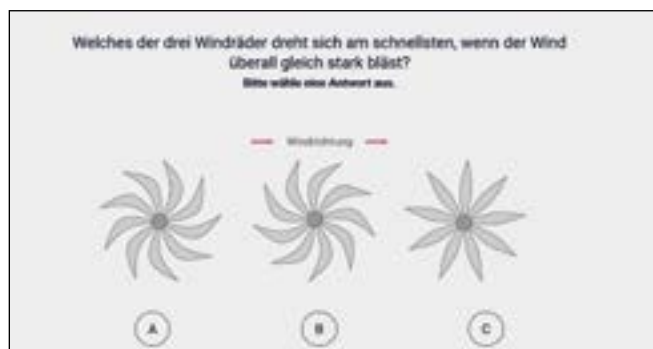 Welches der drei Windräder dreht sich am schnellsten, wenn der Wind
überall gleich stark bläst?
Bitte wähle eine Antwort aus.
Windrichtung
A
B
C